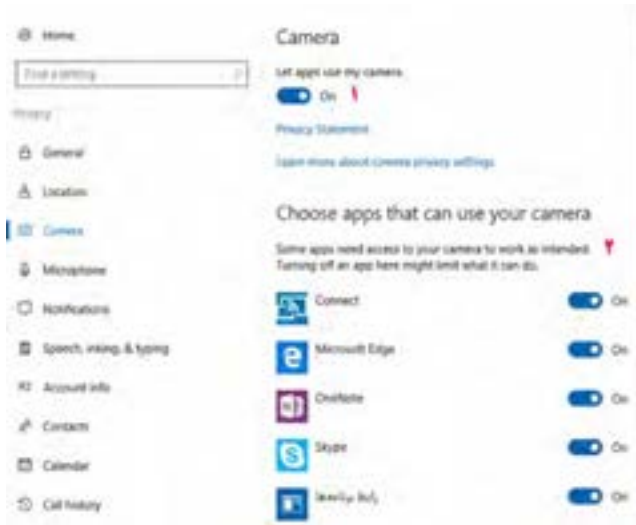 Home
Find a setting
Privacy
General
Location
Camera
Microphone
Notifications
Speech, inking, & typing
Account info
Contacts
Calendar
Call history
Camera
Let apps use my camera
On ۱
Privacy Statement
Learn more about camera privacy settings
Choose apps that can use your camera
Some apps need access to your camera to work as intended. ۲
Turning off an app here might limit what it can do.
Connect On
Microsoft Edge On
OneNote On
Skype On
On